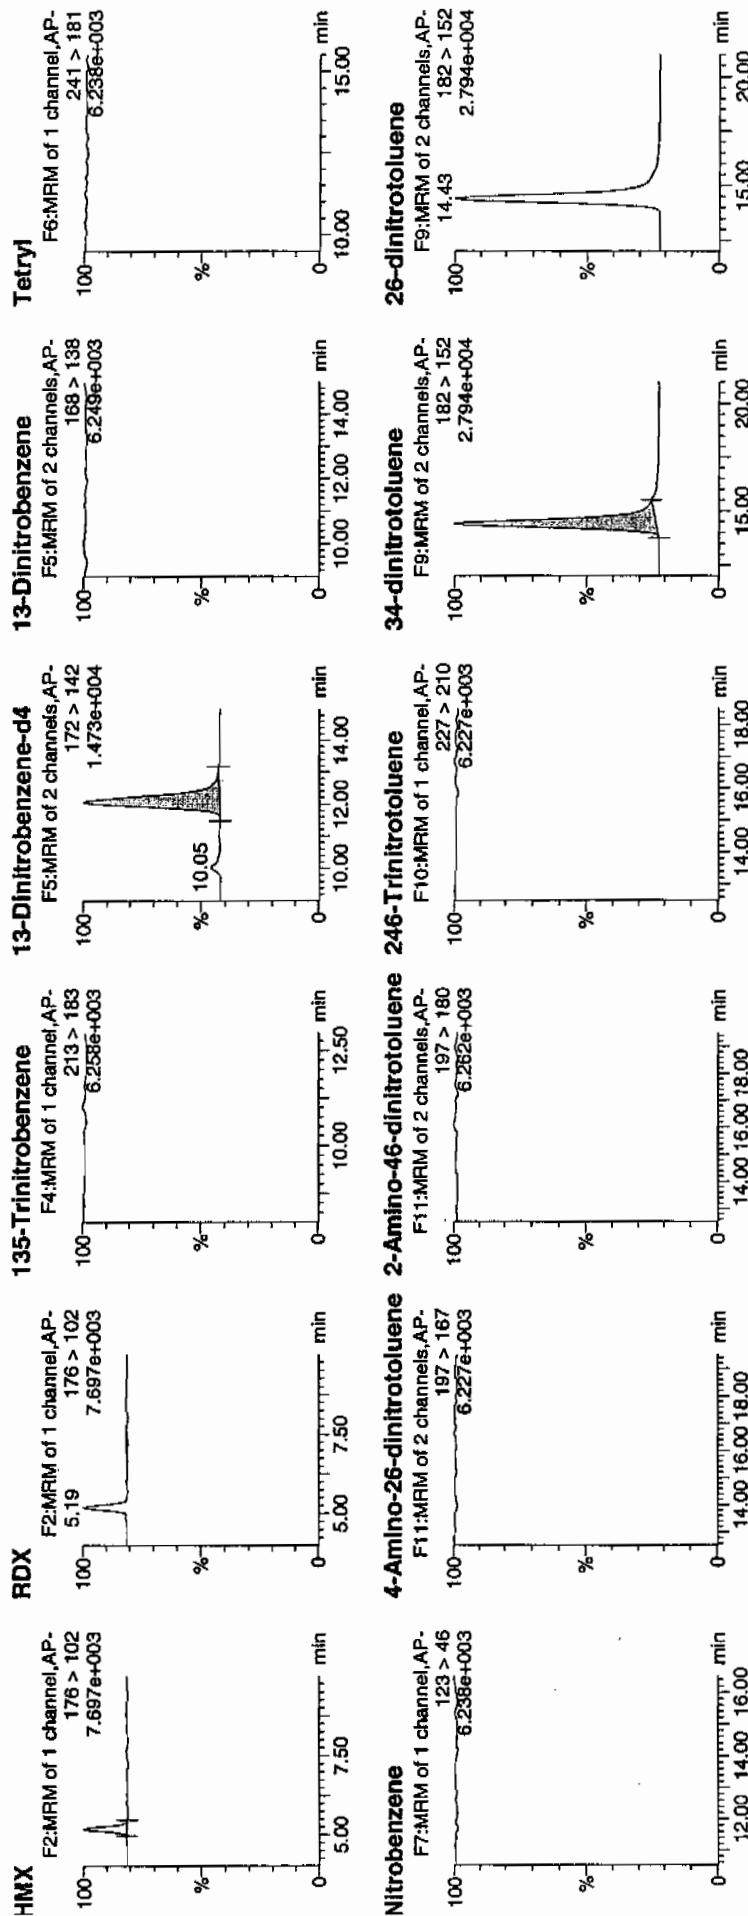 HMX
F2:MRM of 1 channel,AP-
176 > 102
7.697e+003
100
%
0
5.00 7.50 min
RDX
F2:MRM of 1 channel,AP-
5.19 176 > 102
7.697e+003
100
%
0
5.00 7.50 min
135-Trinitrobenzene
F4:MRM of 1 channel,AP-
213 > 183
6.258e+003
100
%
0
10.00 12.50 min
13-Dinitrobenzene-d4
F5:MRM of 2 channels,AP-
172 > 142
1.473e+004
100
10.05
%
0
10.00 12.00 14.00 min
13-Dinitrobenzene
F5:MRM of 2 channels,AP-
168 > 138
6.249e+003
100
%
0
10.00 12.00 14.00 min
Tetryl
F6:MRM of 1 channel,AP-
241 > 181
6.238e+003
100
%
0
10.00 15.00 min
Nitrobenzene
F7:MRM of 1 channel,AP-
123 > 46
6.238e+003
100
%
0
12.00 14.00 16.00 min
4-Amino-26-dinitrotoluene
F11:MRM of 2 channels,AP-
197 > 167
6.227e+003
100
%
0
14.00 16.00 18.00 min
2-Amino-46-dinitrotoluene
F11:MRM of 2 channels,AP-
197 > 180
6.262e+003
100
%
0
14.00 16.00 18.00 min
246-Trinitrotoluene
F10:MRM of 1 channel,AP-
227 > 210
6.227e+003
100
%
0
14.00 16.00 18.00 min
34-dinitrotoluene
F9:MRM of 2 channels,AP-
182 > 152
2.794e+004
100
%
0
15.00 20.00 min
26-dinitrotoluene
F9:MRM of 2 channels,AP-
14.43 182 > 152
2.794e+004
100
%
0
15.00 20.00 min